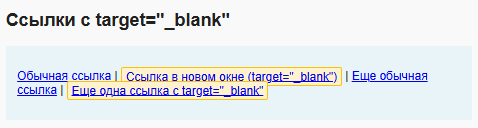 Ссылки с target="_blank"
Обычная ссылка | Ссылка в новом окне (target="_blank") | Еще обычная
ссылка | Еще одна ссылка с target="_blank"